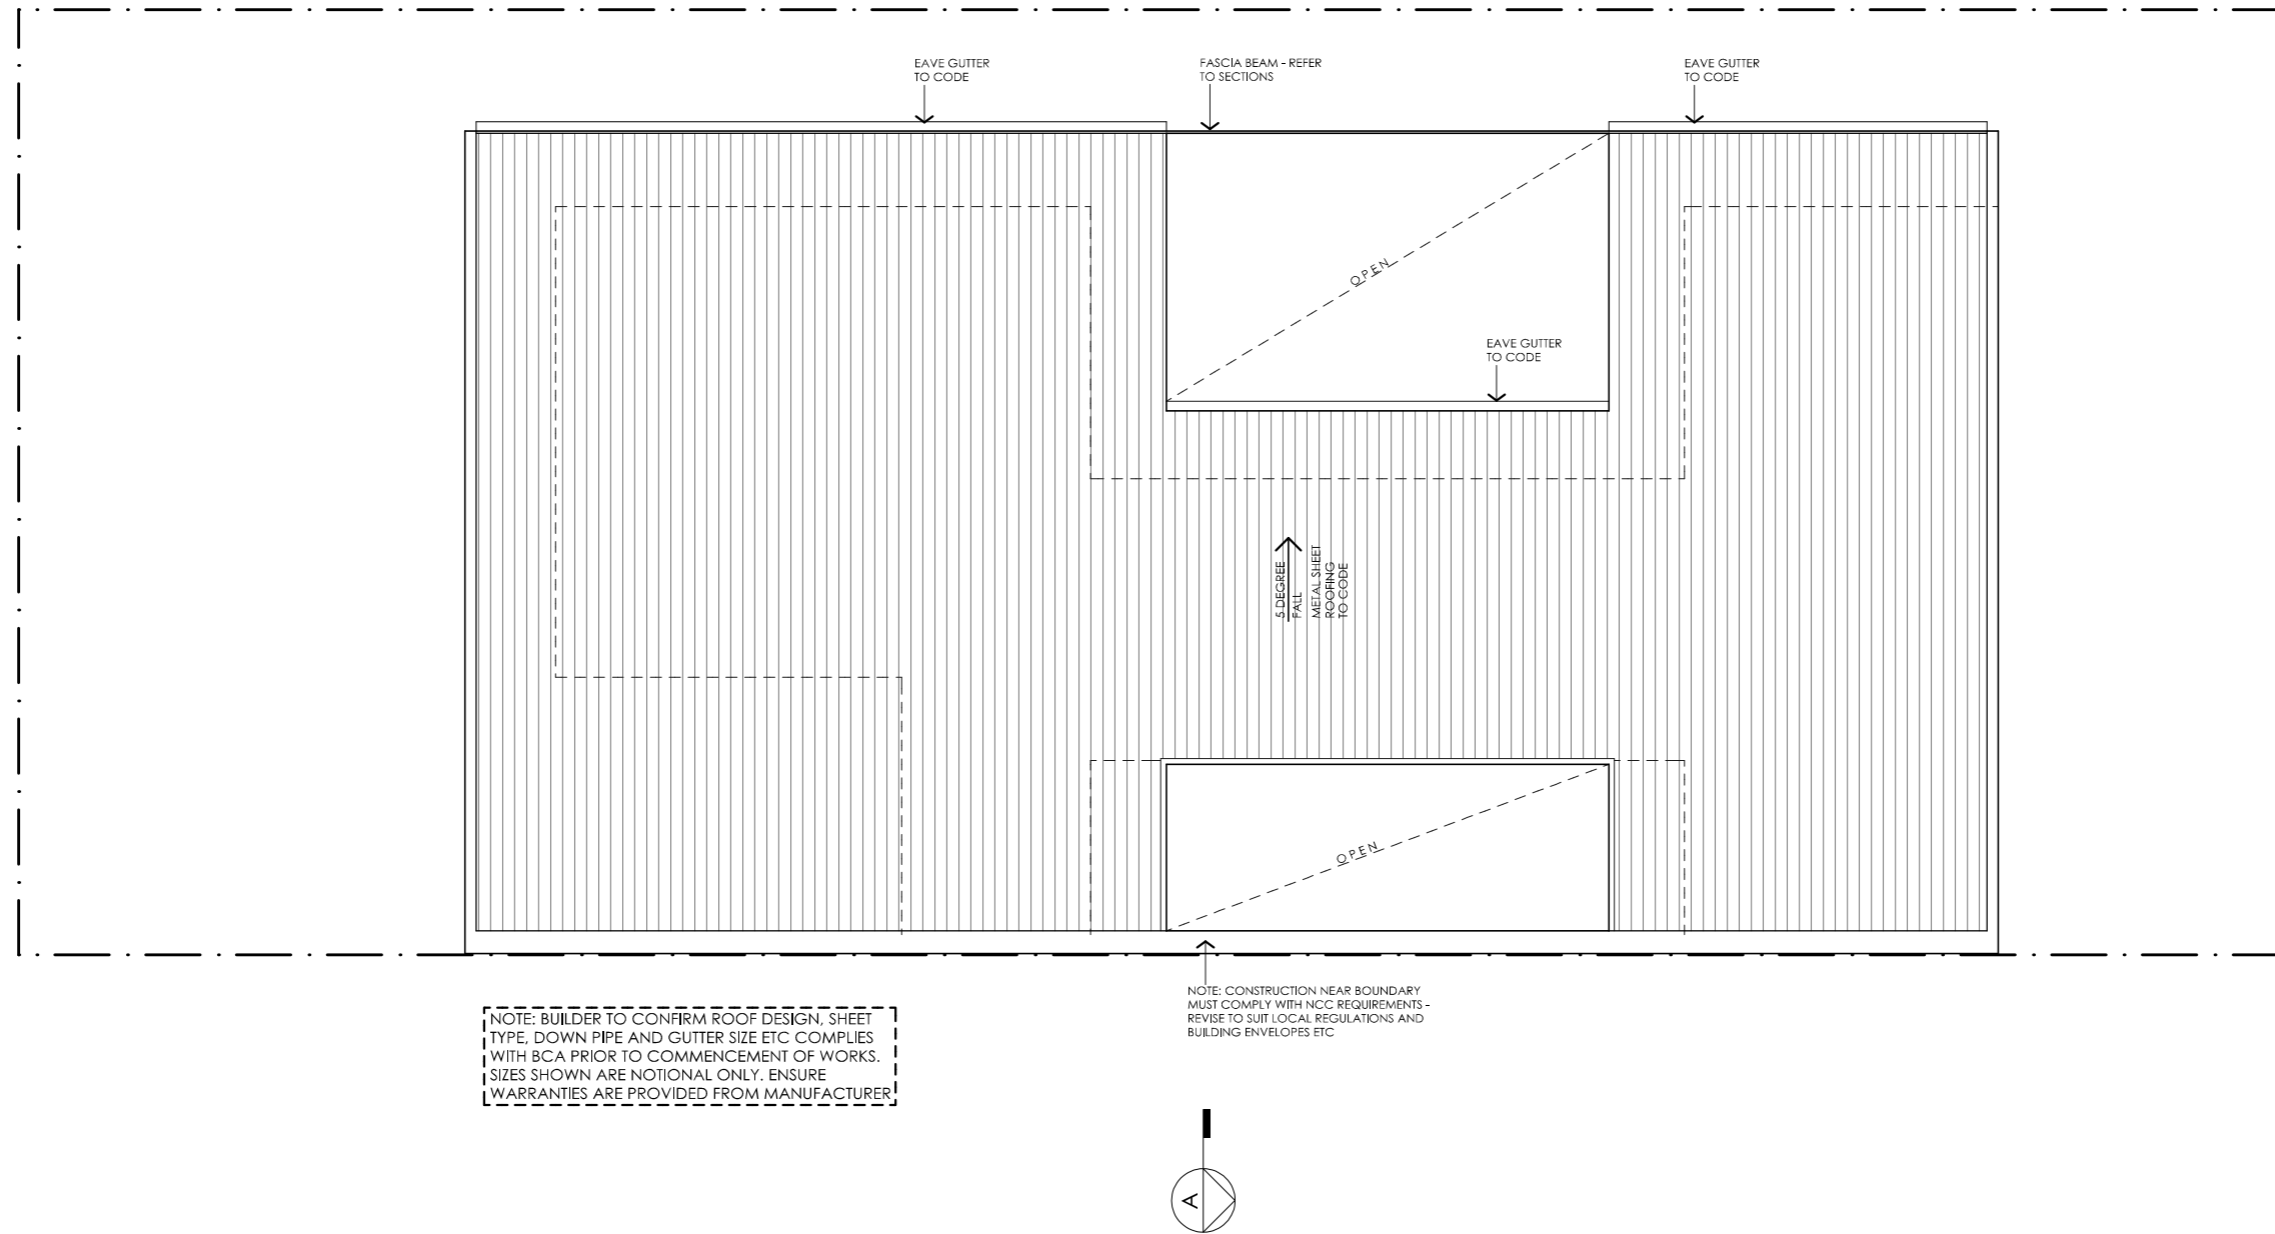 EAVE GUTTER
TO CODE
FASCIA BEAM - REFER
TO SECTIONS
EAVE GUTTER
TO CODE
OPEN
EAVE GUTTER
TO CODE
5 DEGREE
FALL
METAL SHEET
ROOFING
TO CODE
OPEN
NOTE: CONSTRUCTION NEAR BOUNDARY
MUST COMPLY WITH NCC REQUIREMENTS -
REVISE TO SUIT LOCAL REGULATIONS AND
BUILDING ENVELOPES ETC
NOTE: BUILDER TO CONFIRM ROOF DESIGN, SHEET
TYPE, DOWN PIPE AND GUTTER SIZE ETC COMPLIES
WITH BCA PRIOR TO COMMENCEMENT OF WORKS.
SIZES SHOWN ARE NOTIONAL ONLY. ENSURE
WARRANTIES ARE PROVIDED FROM MANUFACTURER
A